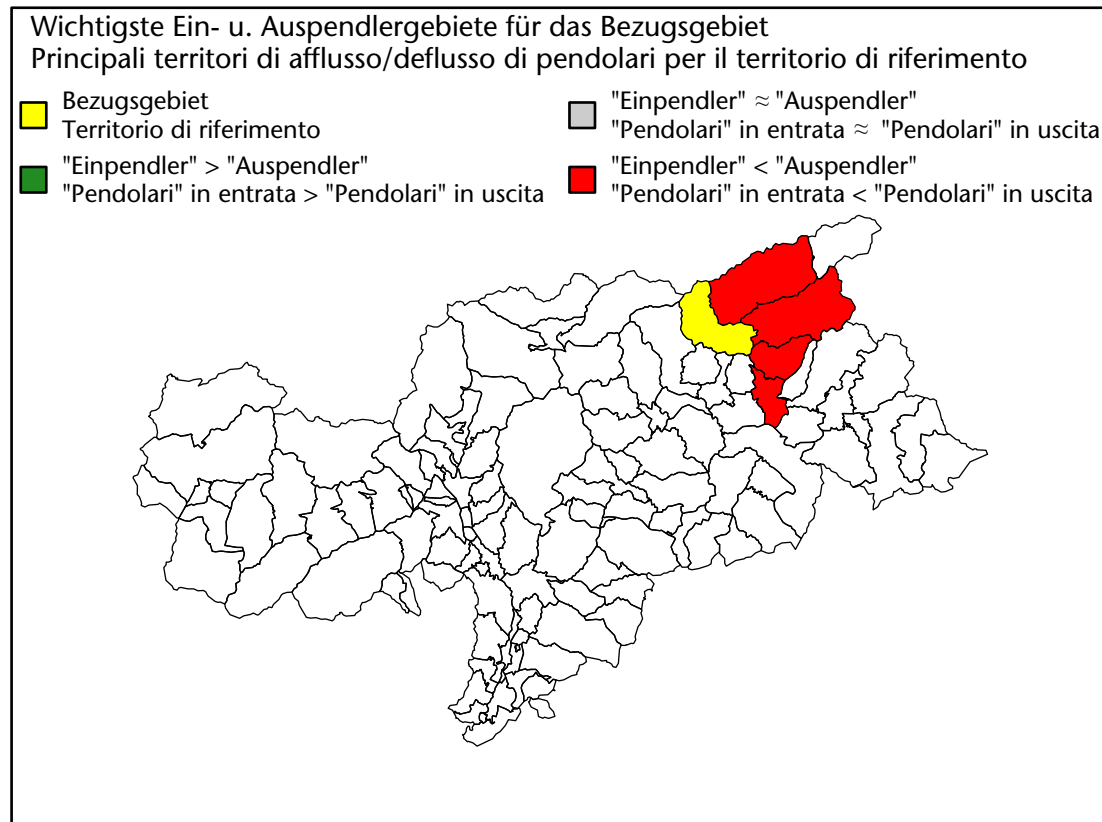 Wichtigste Ein- u. Auspendlergebiete für das Bezugsgebiet
Principali territori di afflusso/deflusso di pendolari per il territorio di riferimento
Bezugsgebiet
Territorio di riferimento
"Einpendler" > "Auspendler"
"Pendolari" in entrata > "Pendolari" in uscita
"Einpendler" ≈ "Auspendler"
"Pendolari" in entrata ≈ "Pendolari" in uscita
"Einpendler" < "Auspendler"
"Pendolari" in entrata < "Pendolari" in uscita